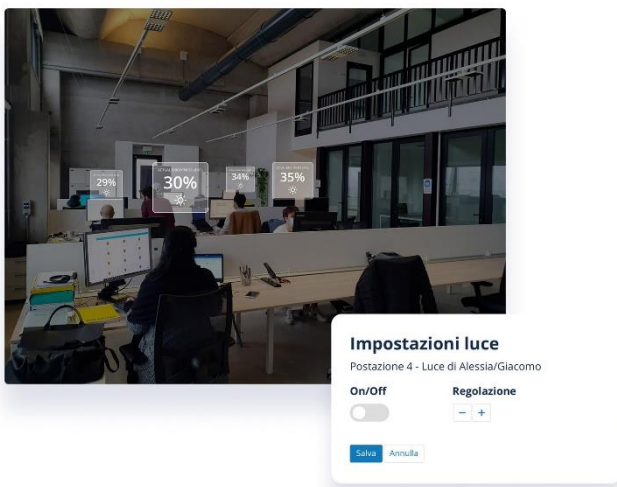 29%
30%
34%
35%
Impostazioni luce
Postazione 4 - Luce di Alessia/Giacomo
On/Off
Regolazione
− +
Salva
Annulla